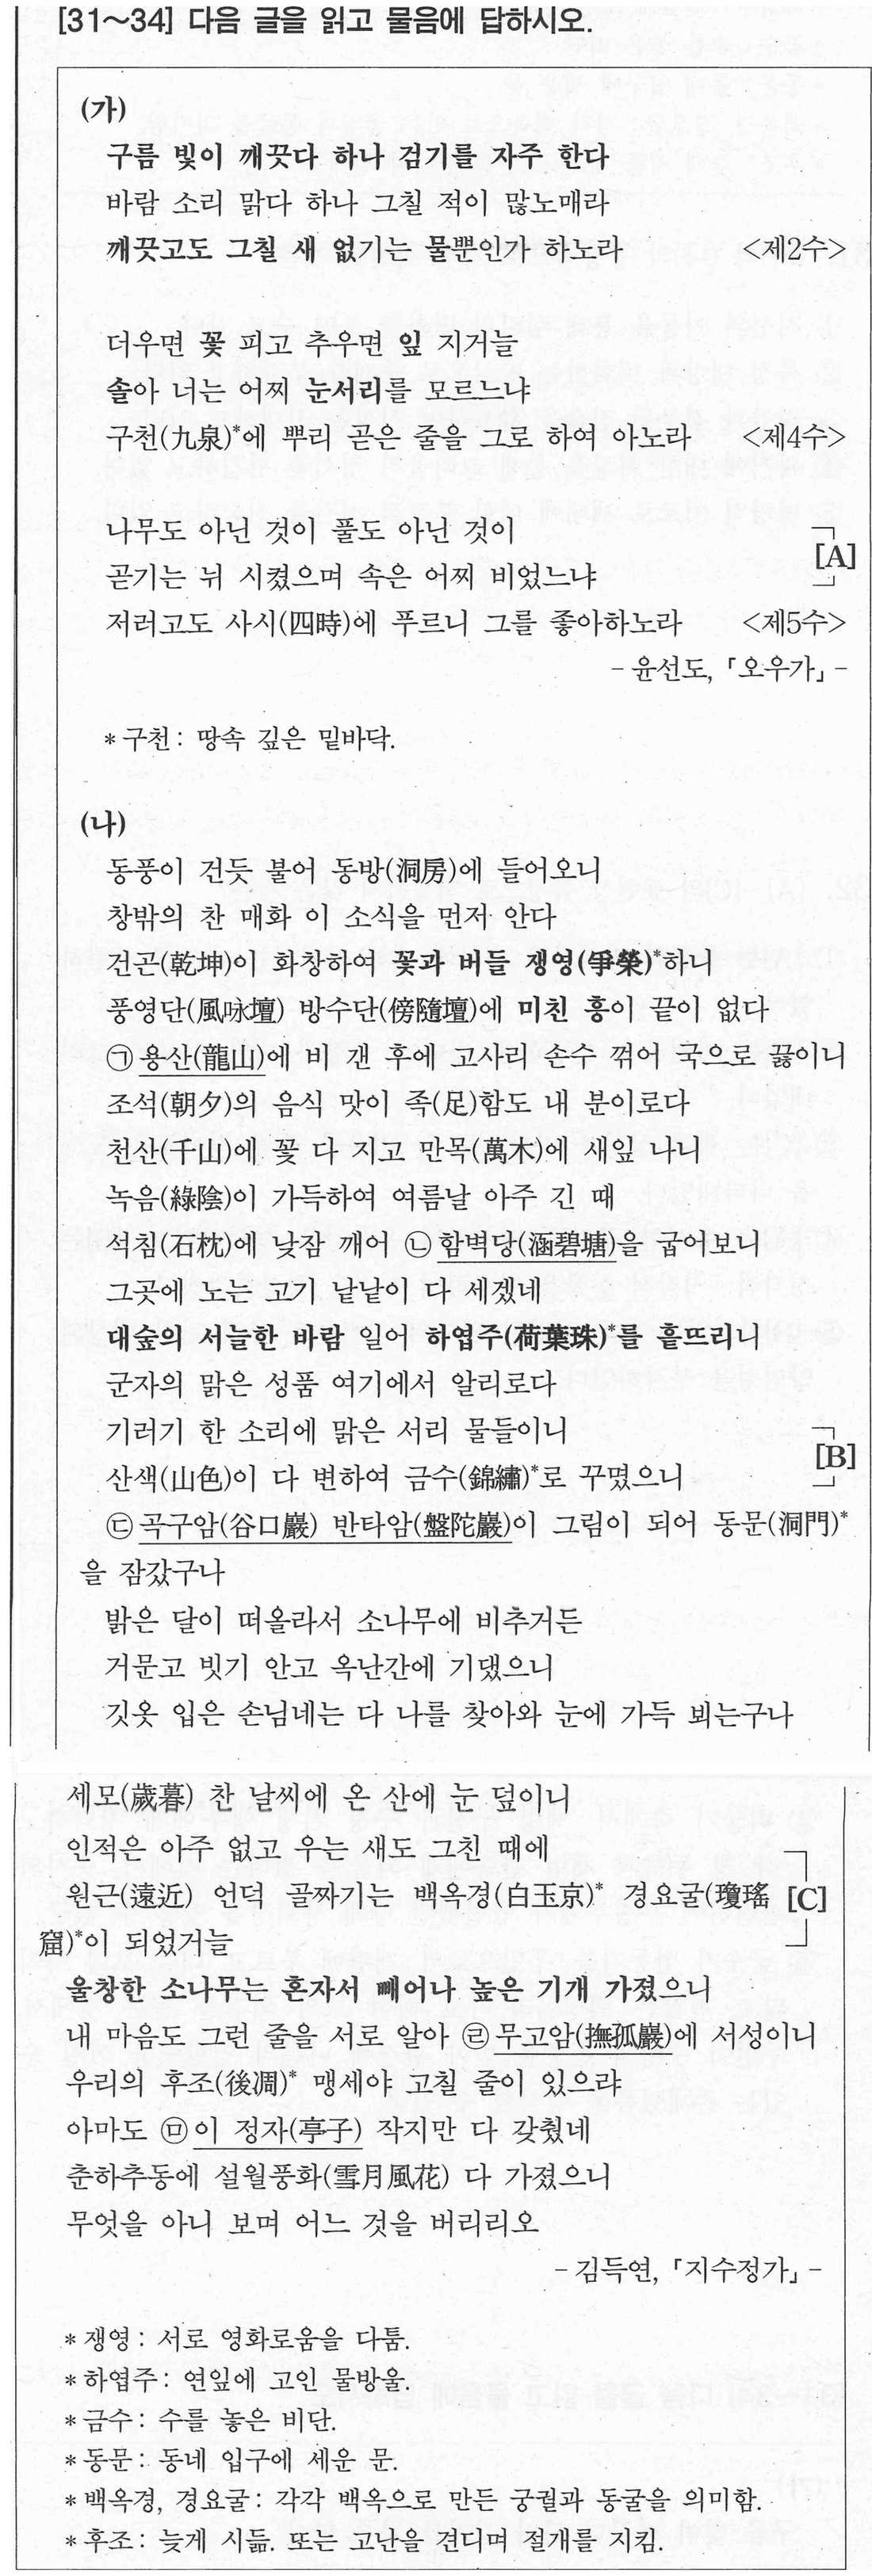 [31~34] 다음 글을 읽고 물음에 답하시오.
(가)
구름 빛이 깨끗다 하나 검기를 자주 한다
바람 소리 맑다 하나 그칠 적이 많노매라
깨끗고도 그칠 새 없기는 물뿐인가 하노라 <제2수>
더우면 꽃 피고 추우면 잎 지거늘
솔아 너는 어찌 눈서리를 모르느냐
구천(九泉)*에 뿌리 곧은 줄을 그로 하여 아노라 <제4수>
나무도 아닌 것이 풀도 아닌 것이
곧기는 뉘 시켰으며 속은 어찌 비었느냐 [A]
저러고도 사시(四時)에 푸르니 그를 좋아하노라 <제5수>
- 윤선도, 「오우가」 -
* 구천 : 땅속 깊은 밑바닥.
(나)
동풍이 건듯 불어 동방(洞房)에 들어오니
창밖의 찬 매화 이 소식을 먼저 안다
건곤(乾坤)이 화창하여 꽃과 버들 쟁영(爭榮)*하니
풍영단(風咏壇) 방수단(傍隨壇)에 미친 흥이 끝이 없다
㉠ 용산(龍山)에 비 갠 후에 고사리 손수 꺾어 국으로 끓이니
조석(朝夕)의 음식 맛이 족(足)함도 내 분이로다
천산(千山)에 꽃 다 지고 만목(萬木)에 새잎 나니
녹음(綠陰)이 가득하여 여름날 아주 긴 때
석침(石枕)에 낮잠 깨어 ㉡ 함벽당(涵碧塘)을 굽어보니
그곳에 노는 고기 낱낱이 다 세겠네
대숲의 서늘한 바람 일어 하엽주(荷葉珠)*를 흩뜨리니
군자의 맑은 성품 여기에서 알리로다
기러기 한 소리에 맑은 서리 물들이니
산색(山色)이 다 변하여 금수(錦繡)*로 꾸몄으니 [B]
㉢ 곡구암(谷口巖) 반타암(盤陀巖)이 그림이 되어 동문(洞門)*
을 잠갔구나
밝은 달이 떠올라서 소나무에 비추거든
거문고 빗기 안고 옥난간에 기댔으니
깃옷 입은 손님네는 다 나를 찾아와 눈에 가득 뵈는구나
세모(歲暮) 찬 날씨에 온 산에 눈 덮이니
인적은 아주 없고 우는 새도 그친 때에
원근(遠近) 언덕 골짜기는 백옥경(白玉京)* 경요굴(瓊瑤 [C]
窟)*이 되었거늘
울창한 소나무는 혼자서 빼어나 높은 기개 가졌으니
내 마음도 그런 줄을 서로 알아 ㉣ 무고암(撫孤巖)에 서성이니
우리의 후조(後凋)* 맹세야 고칠 줄이 있으랴
아마도 ㉤ 이 정자(亭子) 작지만 다 갖췄네
춘하추동에 설월풍화(雪月風花) 다 가졌으니
무엇을 아니 보며 어느 것을 버리리오
- 김득연, 「지수정가」 -
* 쟁영 : 서로 영화로움을 다툼.
* 하엽주 : 연잎에 고인 물방울.
* 금수 : 수를 놓은 비단.
* 동문 : 동네 입구에 세운 문.
* 백옥경, 경요굴 : 각각 백옥으로 만든 궁궐과 동굴을 의미함.
* 후조 : 늦게 시듦. 또는 고난을 견디며 절개를 지킴.